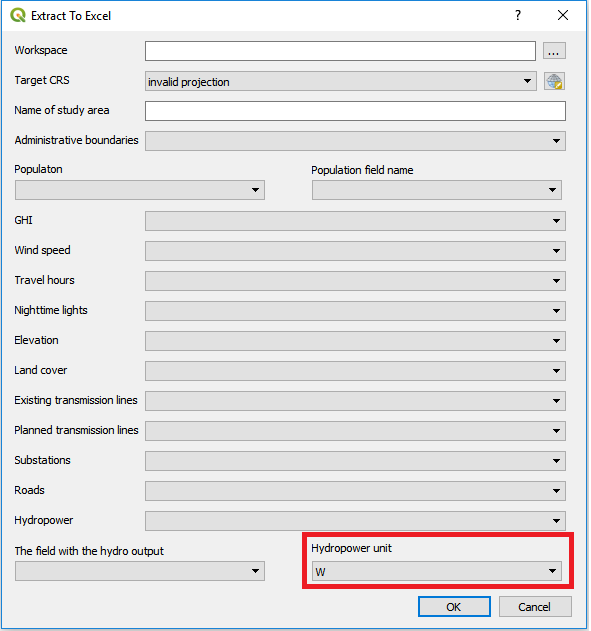 Extract To Excel
?
Workspace
...
Target CRS
invalid projection
Name of study area
Administrative boundaries
Populaton
Population field name
GHI
Wind speed
Travel hours
Nighttime lights
Elevation
Land cover
Existing transmission lines
Planned transmission lines
Substations
Roads
Hydropower
The field with the hydro output
Hydropower unit
W
OK
Cancel